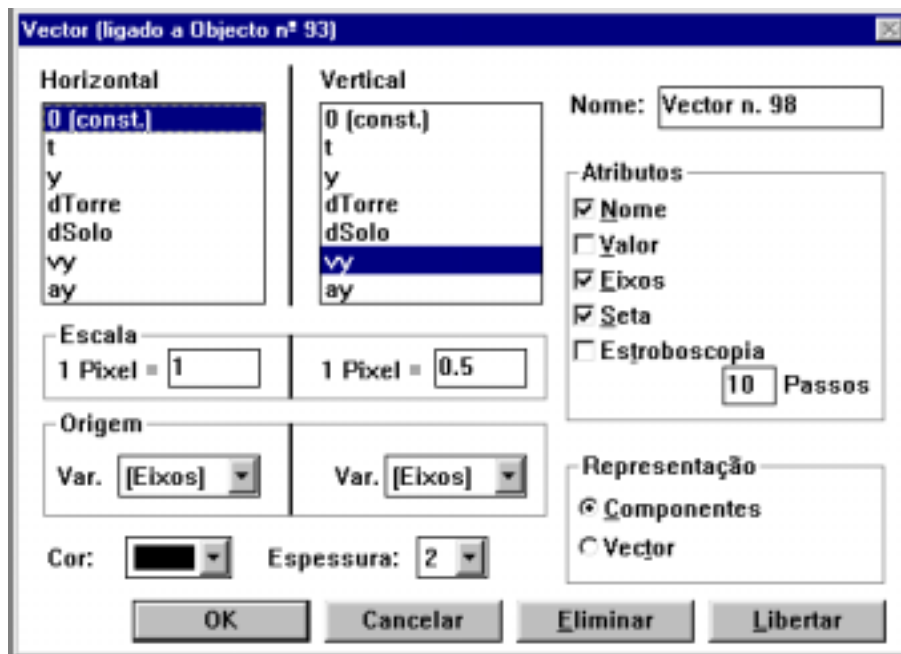 Vector (ligado a Objecto nº 93)
Horizontal
0 (const.)
t
y
dTorre
dSolo
vy
ay
Vertical
0 (const.)
t
y
dTorre
dSolo
vy
ay
Nome: Vector n. 98
Atributos
Nome
Valor
Eixos
Seta
Estroboscopia
10 Passos
Escala
1 Pixel = 1
1 Pixel = 0.5
Origem
Var. [Eixos]
Var. [Eixos]
Representação
Componentes
Vector
Cor:
Espessura: 2
OK
Cancelar
Eliminar
Libertar